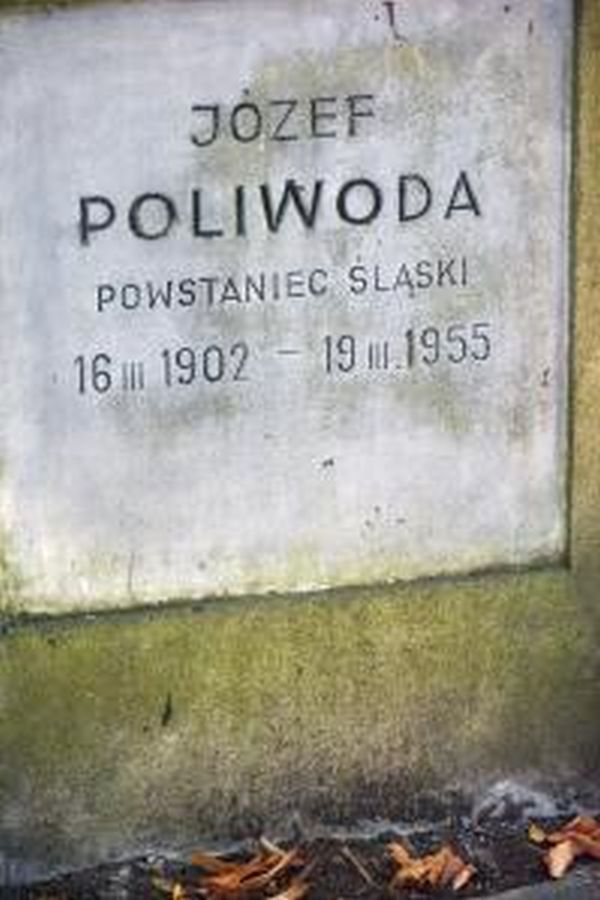 JÓZEF
POLIWODA
POWSTANIEC ŚLĄSKI
16 III 1902 – 19 III.1955